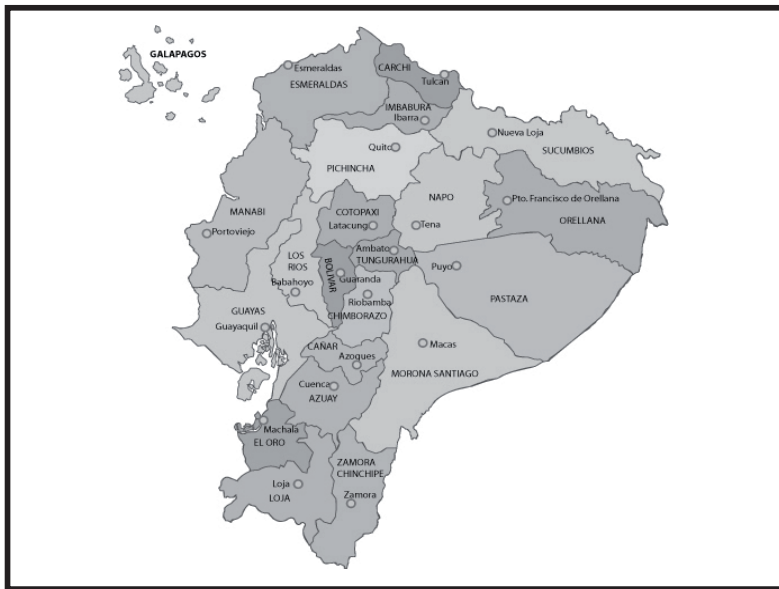 GALAPAGOS
Esmeraldas
ESMERALDAS
CARCHI
Tulcan
IMBABURA
Ibarra
Nueva Loja
SUCUMBIOS
Quito
PICHINCHA
NAPO
Tena
Pto. Francisco de Orellana
ORELLANA
MANABI
Portoviejo
COTOPAXI
Latacung
Ambato
TUNGURAHUA
LOS
RIOS
Babahoyo
BOLIVAR
Guaranda
Puyo
PASTAZA
Riobamba
CHIMBORAZO
GUAYAS
Guayaquil
CAÑAR
Azogues
Macas
MORONA SANTIAGO
Cuenca
AZUAY
Machala
EL ORO
ZAMORA
CHINCHIPE
Zamora
Loja
LOJA